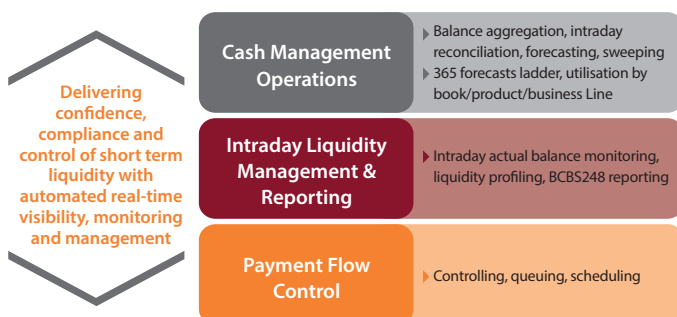 Delivering
confidence,
compliance and
control of short term
liquidity with
automated real-time
visibility, monitoring
and management
Cash Management
Operations
Balance aggregation, intraday
reconciliation, forecasting, sweeping
365 forecasts ladder, utilisation by
book/product/business Line
Intraday Liquidity
Management &
Reporting
Intraday actual balance monitoring,
liquidity profiling, BCBS248 reporting
Payment Flow
Control
Controlling, queuing, scheduling